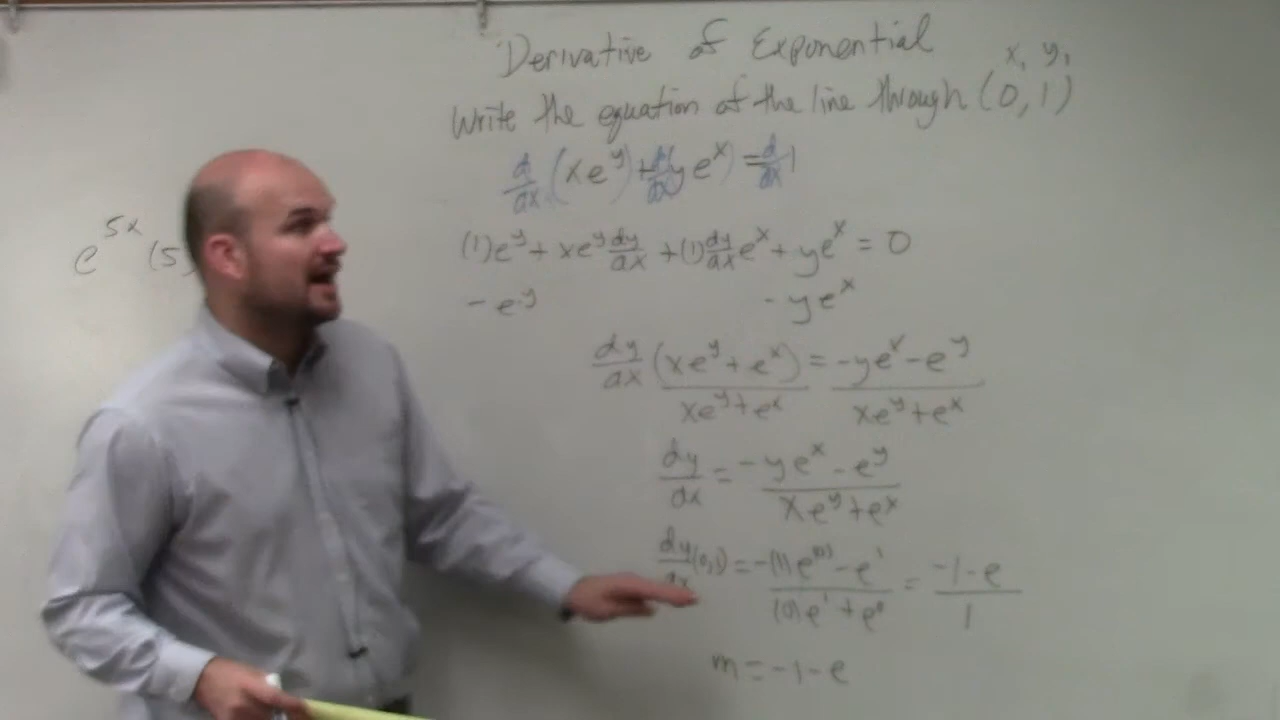 Derivative of Exponential
x₁ y₁
Write the equation of the line through (0,1)
d/dx (xe^y) + d/dx (ye^x) = d/dx 1
e^5x (5
(1)e^y + xe^y dy/dx + (1) dy/dx e^x + ye^x = 0
- e^y - ye^x
dy/dx (xe^y + e^x) / (xe^y + e^x) = (-ye^x - e^y) / (xe^y + e^x)
dy/dx = (-ye^x - e^y) / (xe^y + e^x)
dy/dx (0,1) = (-(1)e^(0) - e^1) / ((0)e^1 + e^0) = (-1-e) / 1
m = -1-e